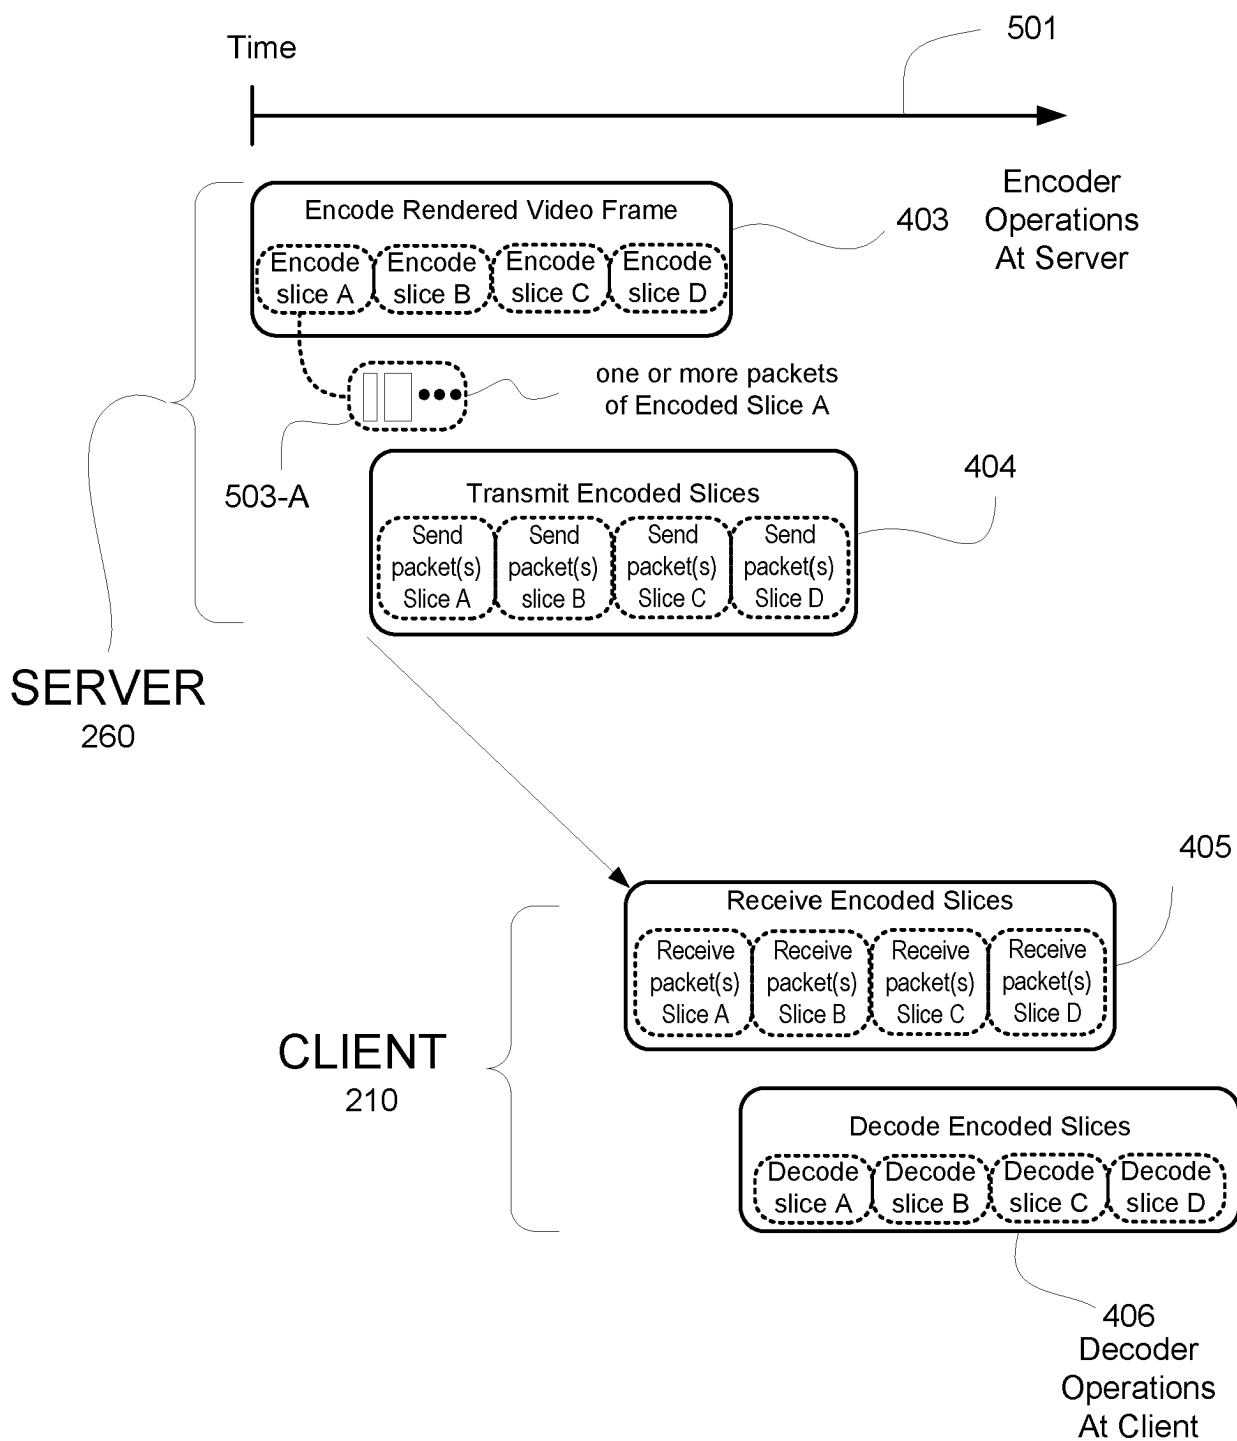 501
Time
Encoder
Operations
At Server
403
Encode Rendered Video Frame
Encode
slice A
Encode
slice B
Encode
slice C
Encode
slice D
one or more packets
of Encoded Slice A
503-A
404
Transmit Encoded Slices
Send
packet(s)
Slice A
Send
packet(s)
slice B
Send
packet(s)
Slice C
Send
packet(s)
Slice D
SERVER
260
405
Receive Encoded Slices
Receive
packet(s)
Slice A
Receive
packet(s)
Slice B
Receive
packet(s)
Slice C
Receive
packet(s)
Slice D
CLIENT
210
Decode Encoded Slices
Decode
slice A
Decode
slice B
Decode
slice C
Decode
slice D
406
Decoder
Operations
At Client